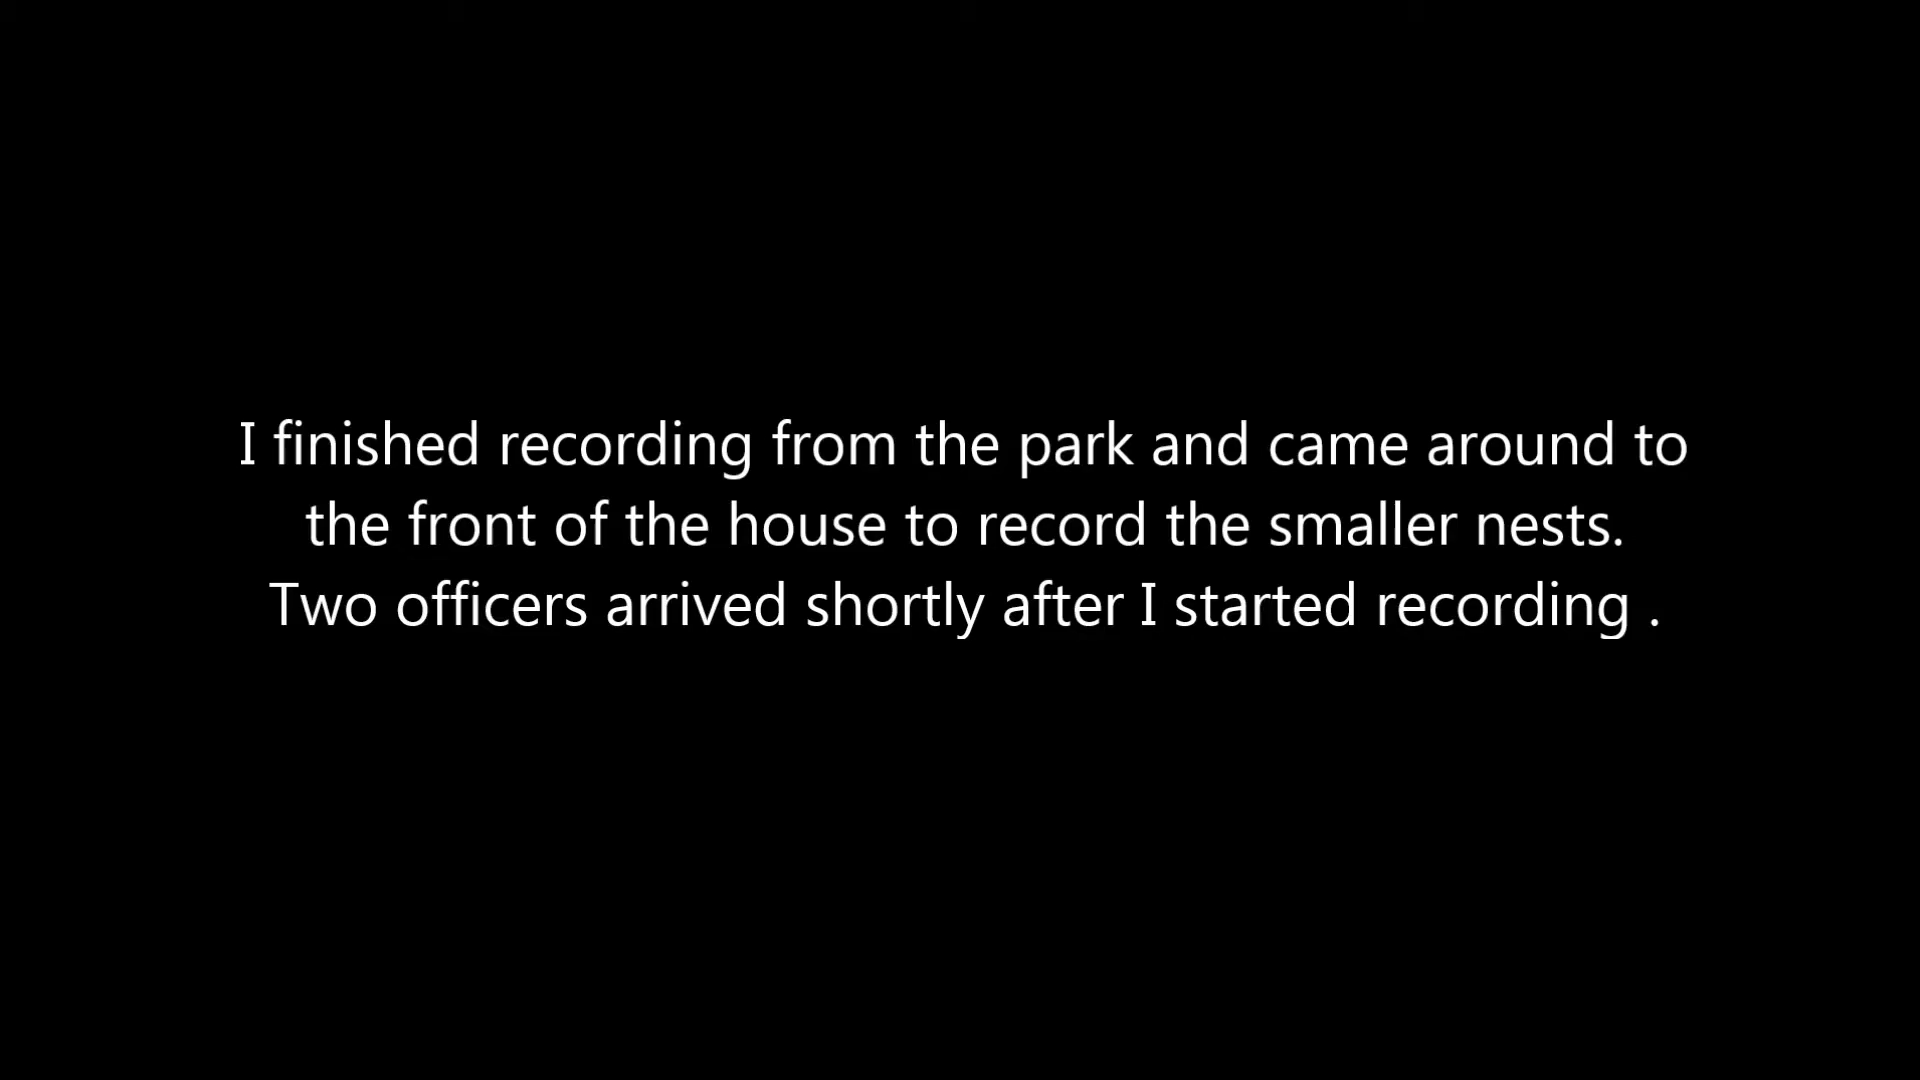 I finished recording from the park and came around to
the front of the house to record the smaller nests.
Two officers arrived shortly after I started recording .